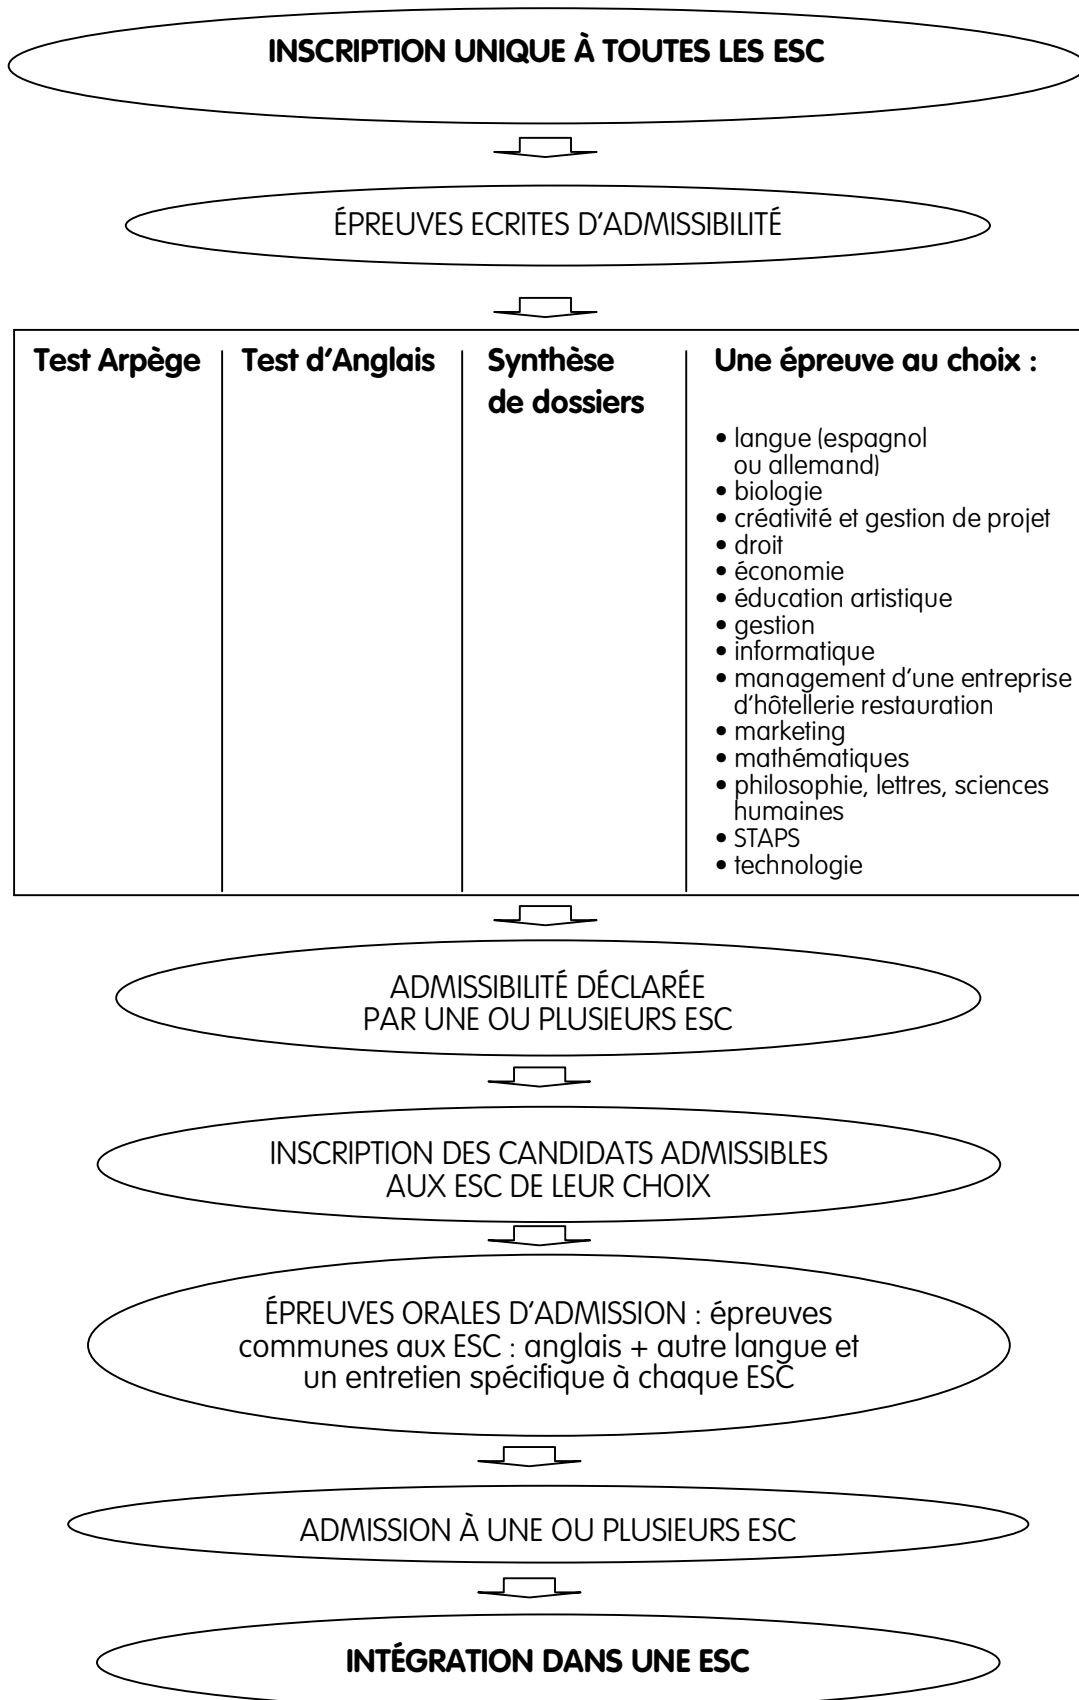 INSCRIPTION UNIQUE À TOUTES LES ESC
ÉPREUVES ECRITES D'ADMISSIBILITÉ
Test Arpège
Test d'Anglais
Synthèse
de dossiers
Une épreuve au choix :
• langue (espagnol
ou allemand)
• biologie
• créativité et gestion de projet
• droit
• économie
• éducation artistique
• gestion
• informatique
• management d'une entreprise
d'hôtellerie restauration
• marketing
• mathématiques
• philosophie, lettres, sciences
humaines
• STAPS
• technologie
ADMISSIBILITÉ DÉCLARÉE
PAR UNE OU PLUSIEURS ESC
INSCRIPTION DES CANDIDATS ADMISSIBLES
AUX ESC DE LEUR CHOIX
ÉPREUVES ORALES D'ADMISSION : épreuves
communes aux ESC : anglais + autre langue et
un entretien spécifique à chaque ESC
ADMISSION À UNE OU PLUSIEURS ESC
INTÉGRATION DANS UNE ESC